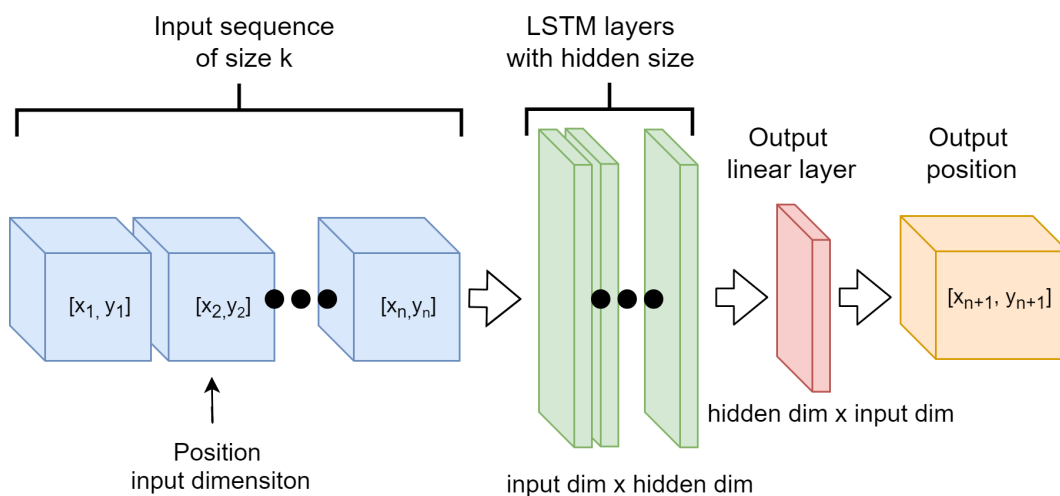 Input sequence
of size k
LSTM layers
with hidden size
Output
linear layer
Output
position
[x₁, y₁]
[x₂,y₂]
[xₙ,yₙ]
[xₙ₊₁, yₙ₊₁]
Position
input dimensiton
input dim x hidden dim
hidden dim x input dim